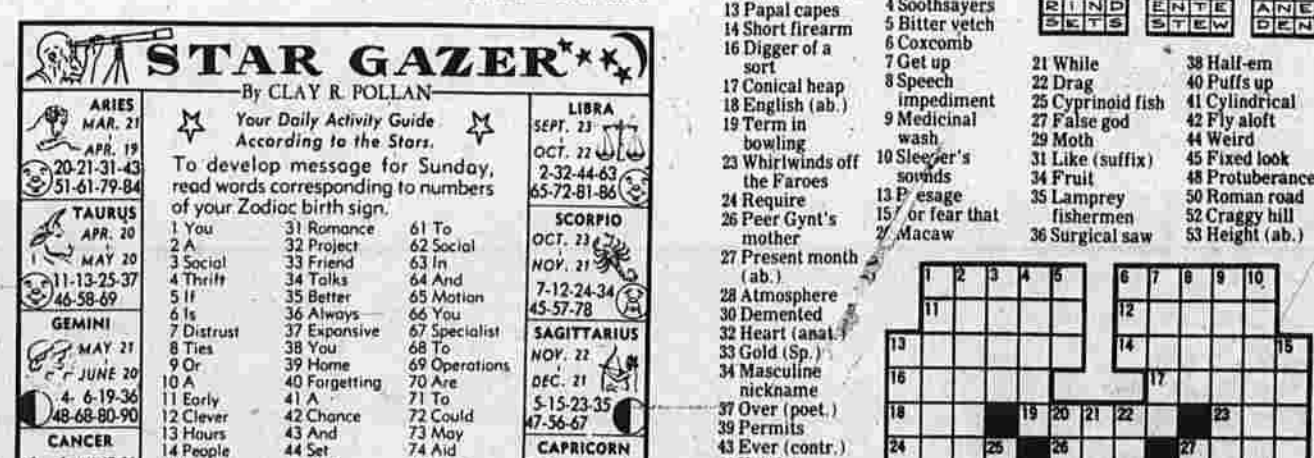 STAR GAZER
By CLAY R. POLLAN
ARIES
MAR. 21
APR. 19
20-21-31-43
51-61-79-84
TAURUS
APR. 20
MAY 20
11-13-25-37
46-58-69
GEMINI
MAY 21
JUNE 20
4- 6-19-36
48-68-80-90
CANCER
Your Daily Activity Guide
According to the Stars.
To develop message for Sunday,
read words corresponding to numbers
of your Zodiac birth sign.
1 You
2 A
3 Social
4 Thrift
5 If
6 Is
7 Distrust
8 Ties
9 Or
10 A
11 Early
12 Clever
13 Hours
14 People
31 Romance
32 Project
33 Friend
34 Talks
35 Better
36 Always
37 Expansive
38 You
39 Home
40 Forgetting
41 A
42 Chance
43 And
44 Set
61 To
62 Social
63 In
64 And
65 Motion
66 You
67 Specialist
68 To
69 Operations
70 Are
71 To
72 Could
73 May
74 Aid
LIBRA
SEPT. 23
OCT. 22
2-32-44-63
65-72-81-86
SCORPIO
OCT. 23
NOV. 21
7-12-24-34
45-57-78
SAGITTARIUS
NOV. 22
DEC. 21
5-15-23-35
47-56-67
CAPRICORN
13 Papal capes
14 Short firearm
16 Digger of a
sort
17 Conical heap
18 English (ab.)
19 Term in
bowling
23 Whirlwinds off
the Faroes
24 Require
26 Peer Gynt's
mother
27 Present month
(ab.)
28 Atmosphere
30 Demented
32 Heart (anat.)
33 Gold (Sp.)
34 Masculine
nickname
37 Over (poet.)
39 Permits
43 Ever (contr.)
4 Soothsayers
5 Bitter vetch
6 Coxcomb
7 Get up
8 Speech
impediment
9 Medicinal
wash
10 Sleeper's
sounds
13 Presage
15 For fear that
Macaw
RIND ENTE ANE
SETS STEW DEN
21 While
22 Drag
25 Cyprinoid fish
27 False god
29 Moth
31 Like (suffix)
34 Fruit
35 Lamprey
fishermen
36 Surgical saw
38 Half-em
40 Puffs up
41 Cylindrical
42 Fly aloft
44 Weird
45 Fixed look
48 Protuberance
50 Roman road
52 Craggy hill
53 Height (ab.)
1 2 3 4 5 6 7 8 9 10
11 12
13 14 15
16 17
18 19 20 21 22 23
24 25 26 27